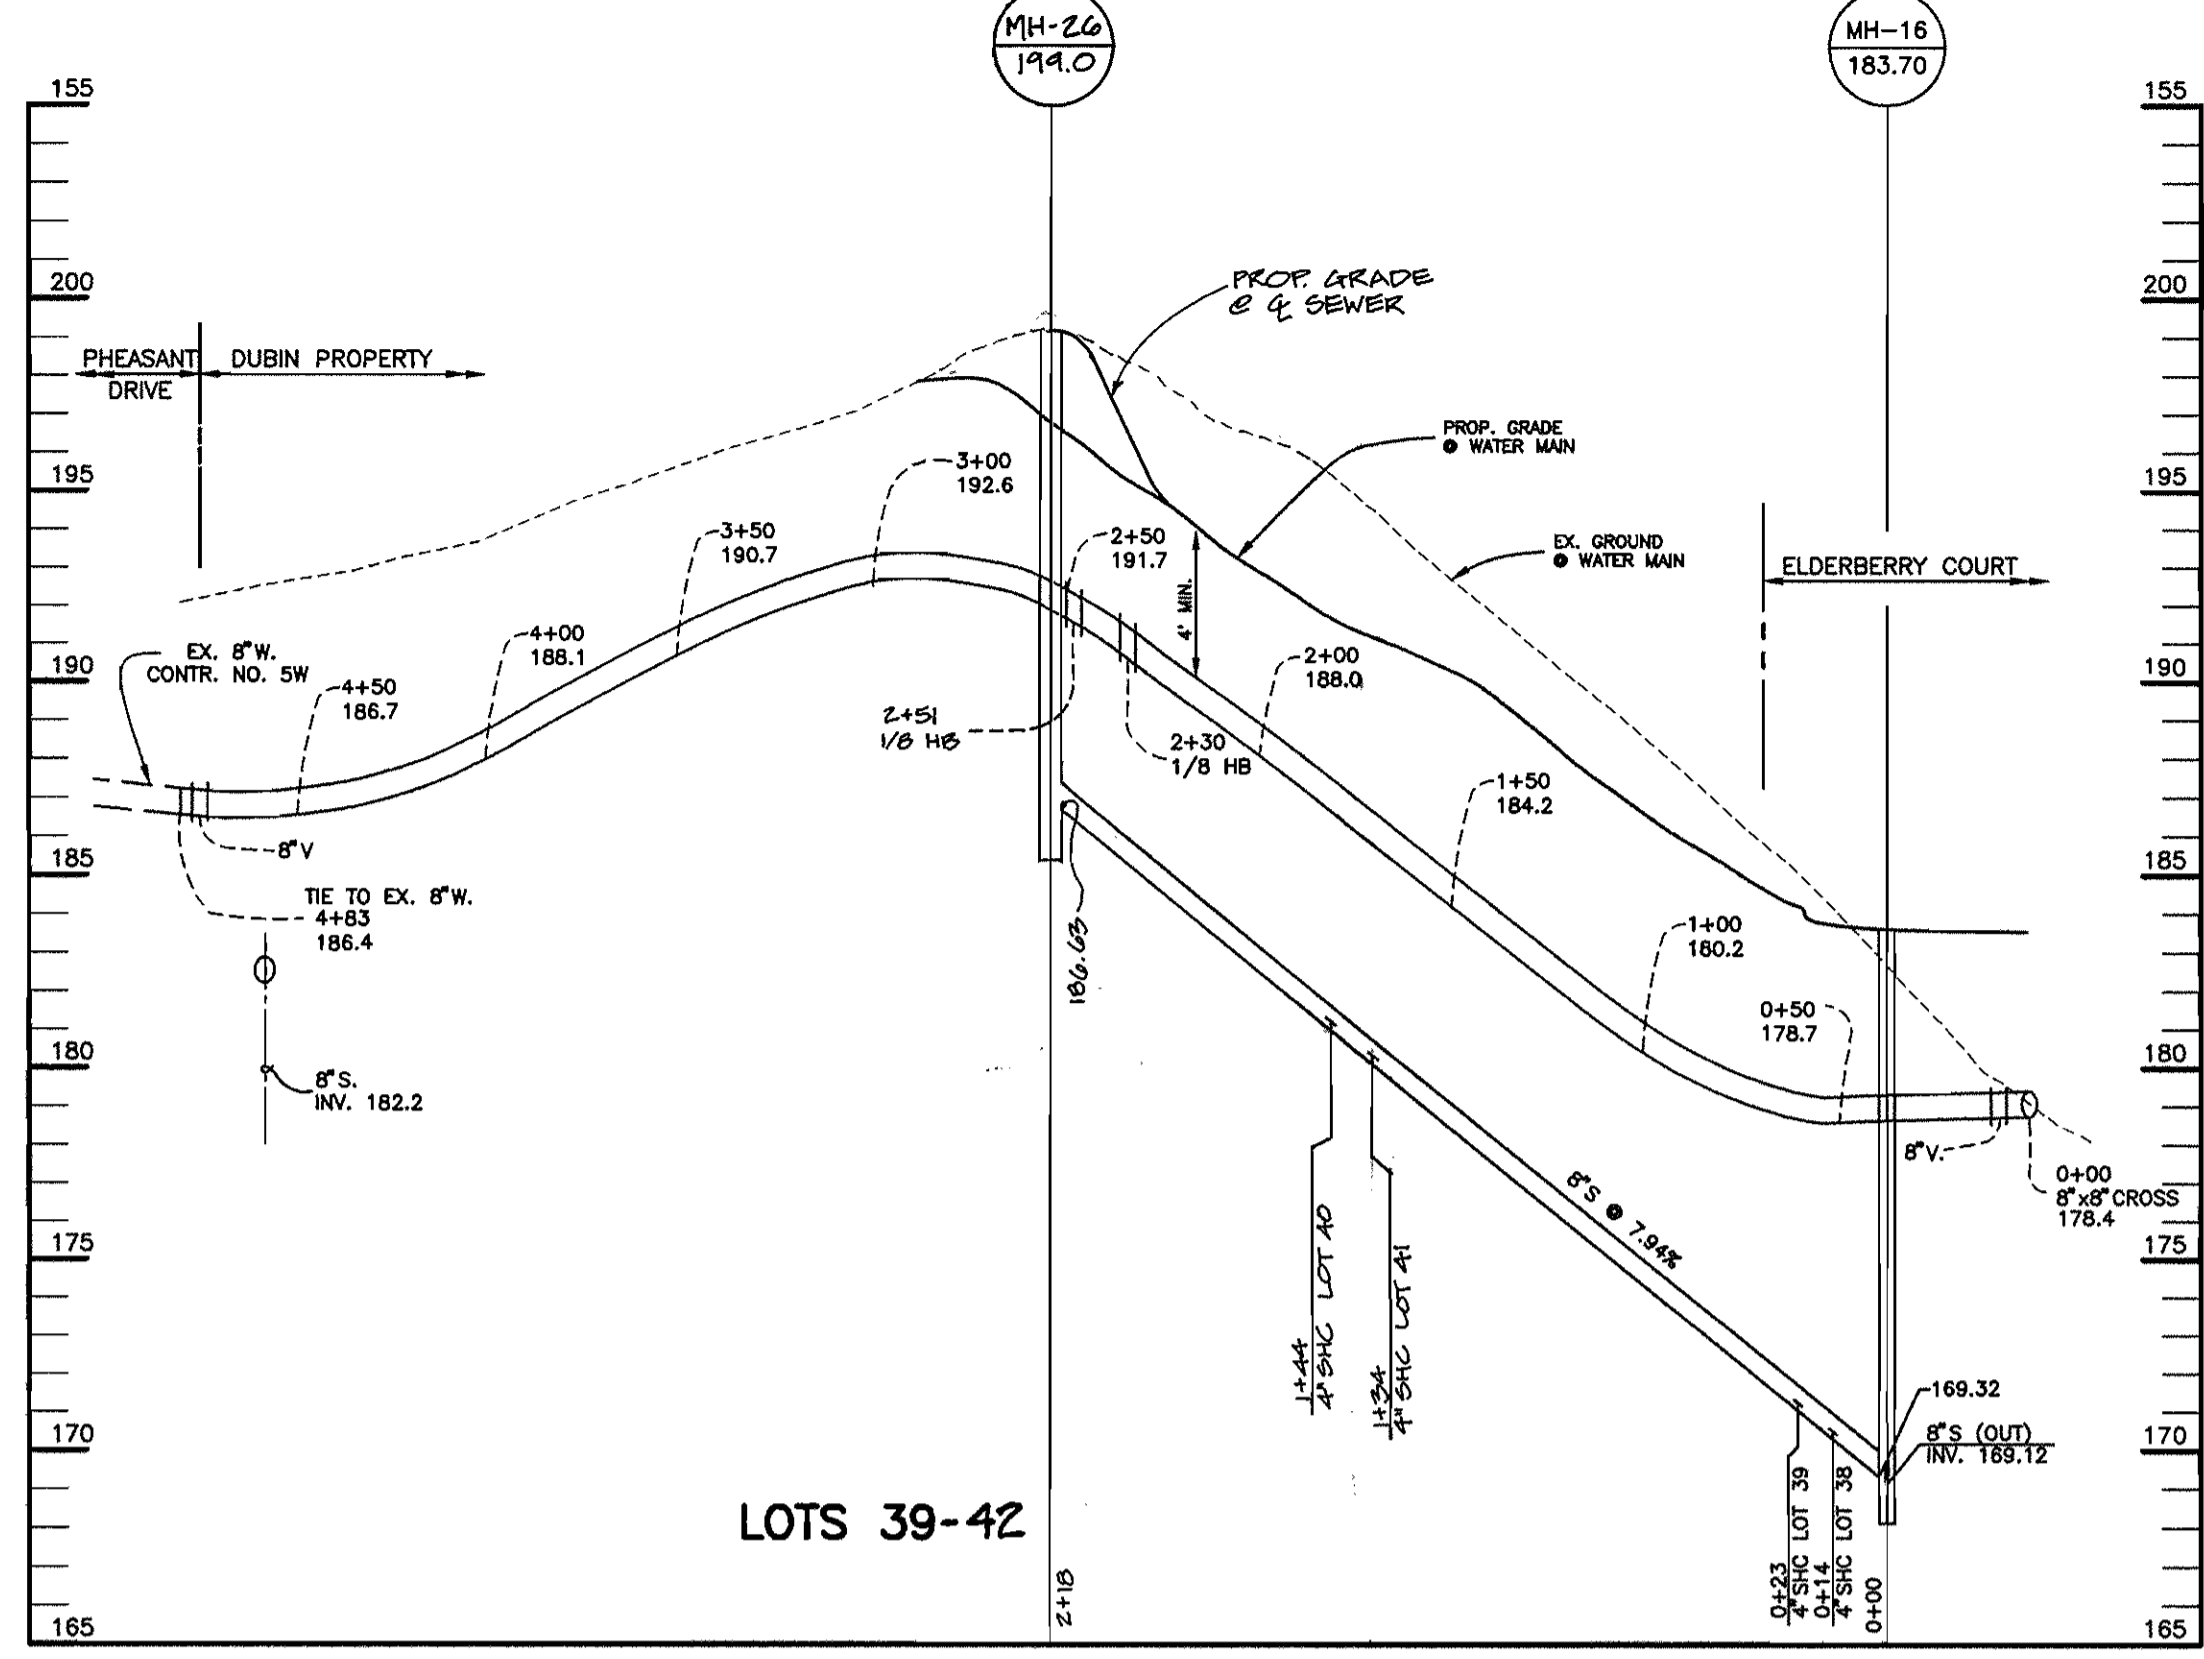 MH-26
199.0
MH-16
183.70
155
155
200
200
PROP. GRADE
@ ℄ SEWER
PHEASANT
DRIVE
DUBIN PROPERTY
PROP. GRADE
@ WATER MAIN
3+00
192.6
195
195
3+50
190.7
2+50
191.7
EX. GROUND
@ WATER MAIN
ELDERBERRY COURT
4' MIN.
4+00
188.1
EX. 8"W.
CONTR. NO. 5W
2+00
188.0
190
190
4+50
186.7
2+51
1/8 HB
2+30
1/8 HB
1+50
184.2
8"V
185
185
TIE TO EX. 8"W.
4+83
186.4
186.63
1+00
180.2
0+50
178.7
180
180
8"S.
INV. 182.2
8"V.
0+00
8"x8"CROSS
178.4
8"S @ 7.94%
175
175
1+44
4" SHC LOT 40
1+34
4" SHC LOT 41
169.32
8"S (OUT)
INV. 169.12
170
170
LOTS 39-42
2+18
0+23
4"SHC LOT 39
0+14
4"SHC LOT 38
0+00
165
165